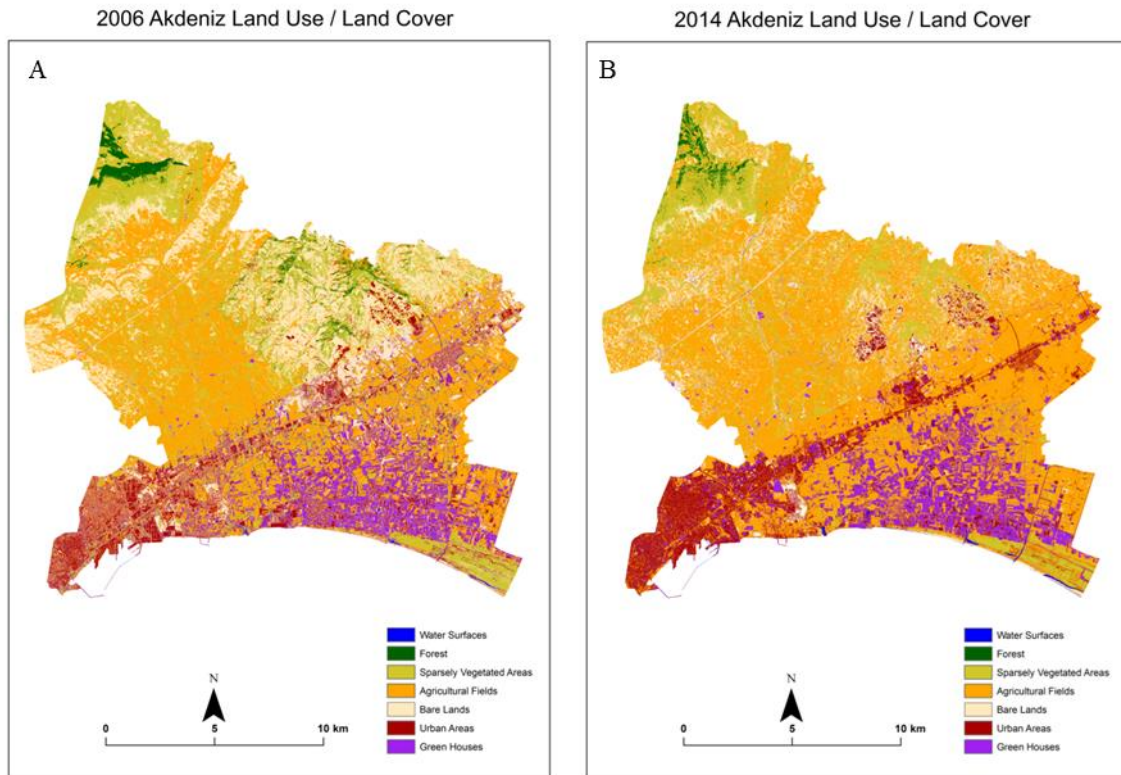 2006 Akdeniz Land Use / Land Cover
A
Water Surfaces
Forest
Sparsely Vegetated Areas
Agricultural Fields
Bare Lands
Urban Areas
Green Houses
N
0 5 10 km
2014 Akdeniz Land Use / Land Cover
B
Water Surfaces
Forest
Sparsely Vegetated Areas
Agricultural Fields
Bare Lands
Urban Areas
Green Houses
N
0 5 10 km